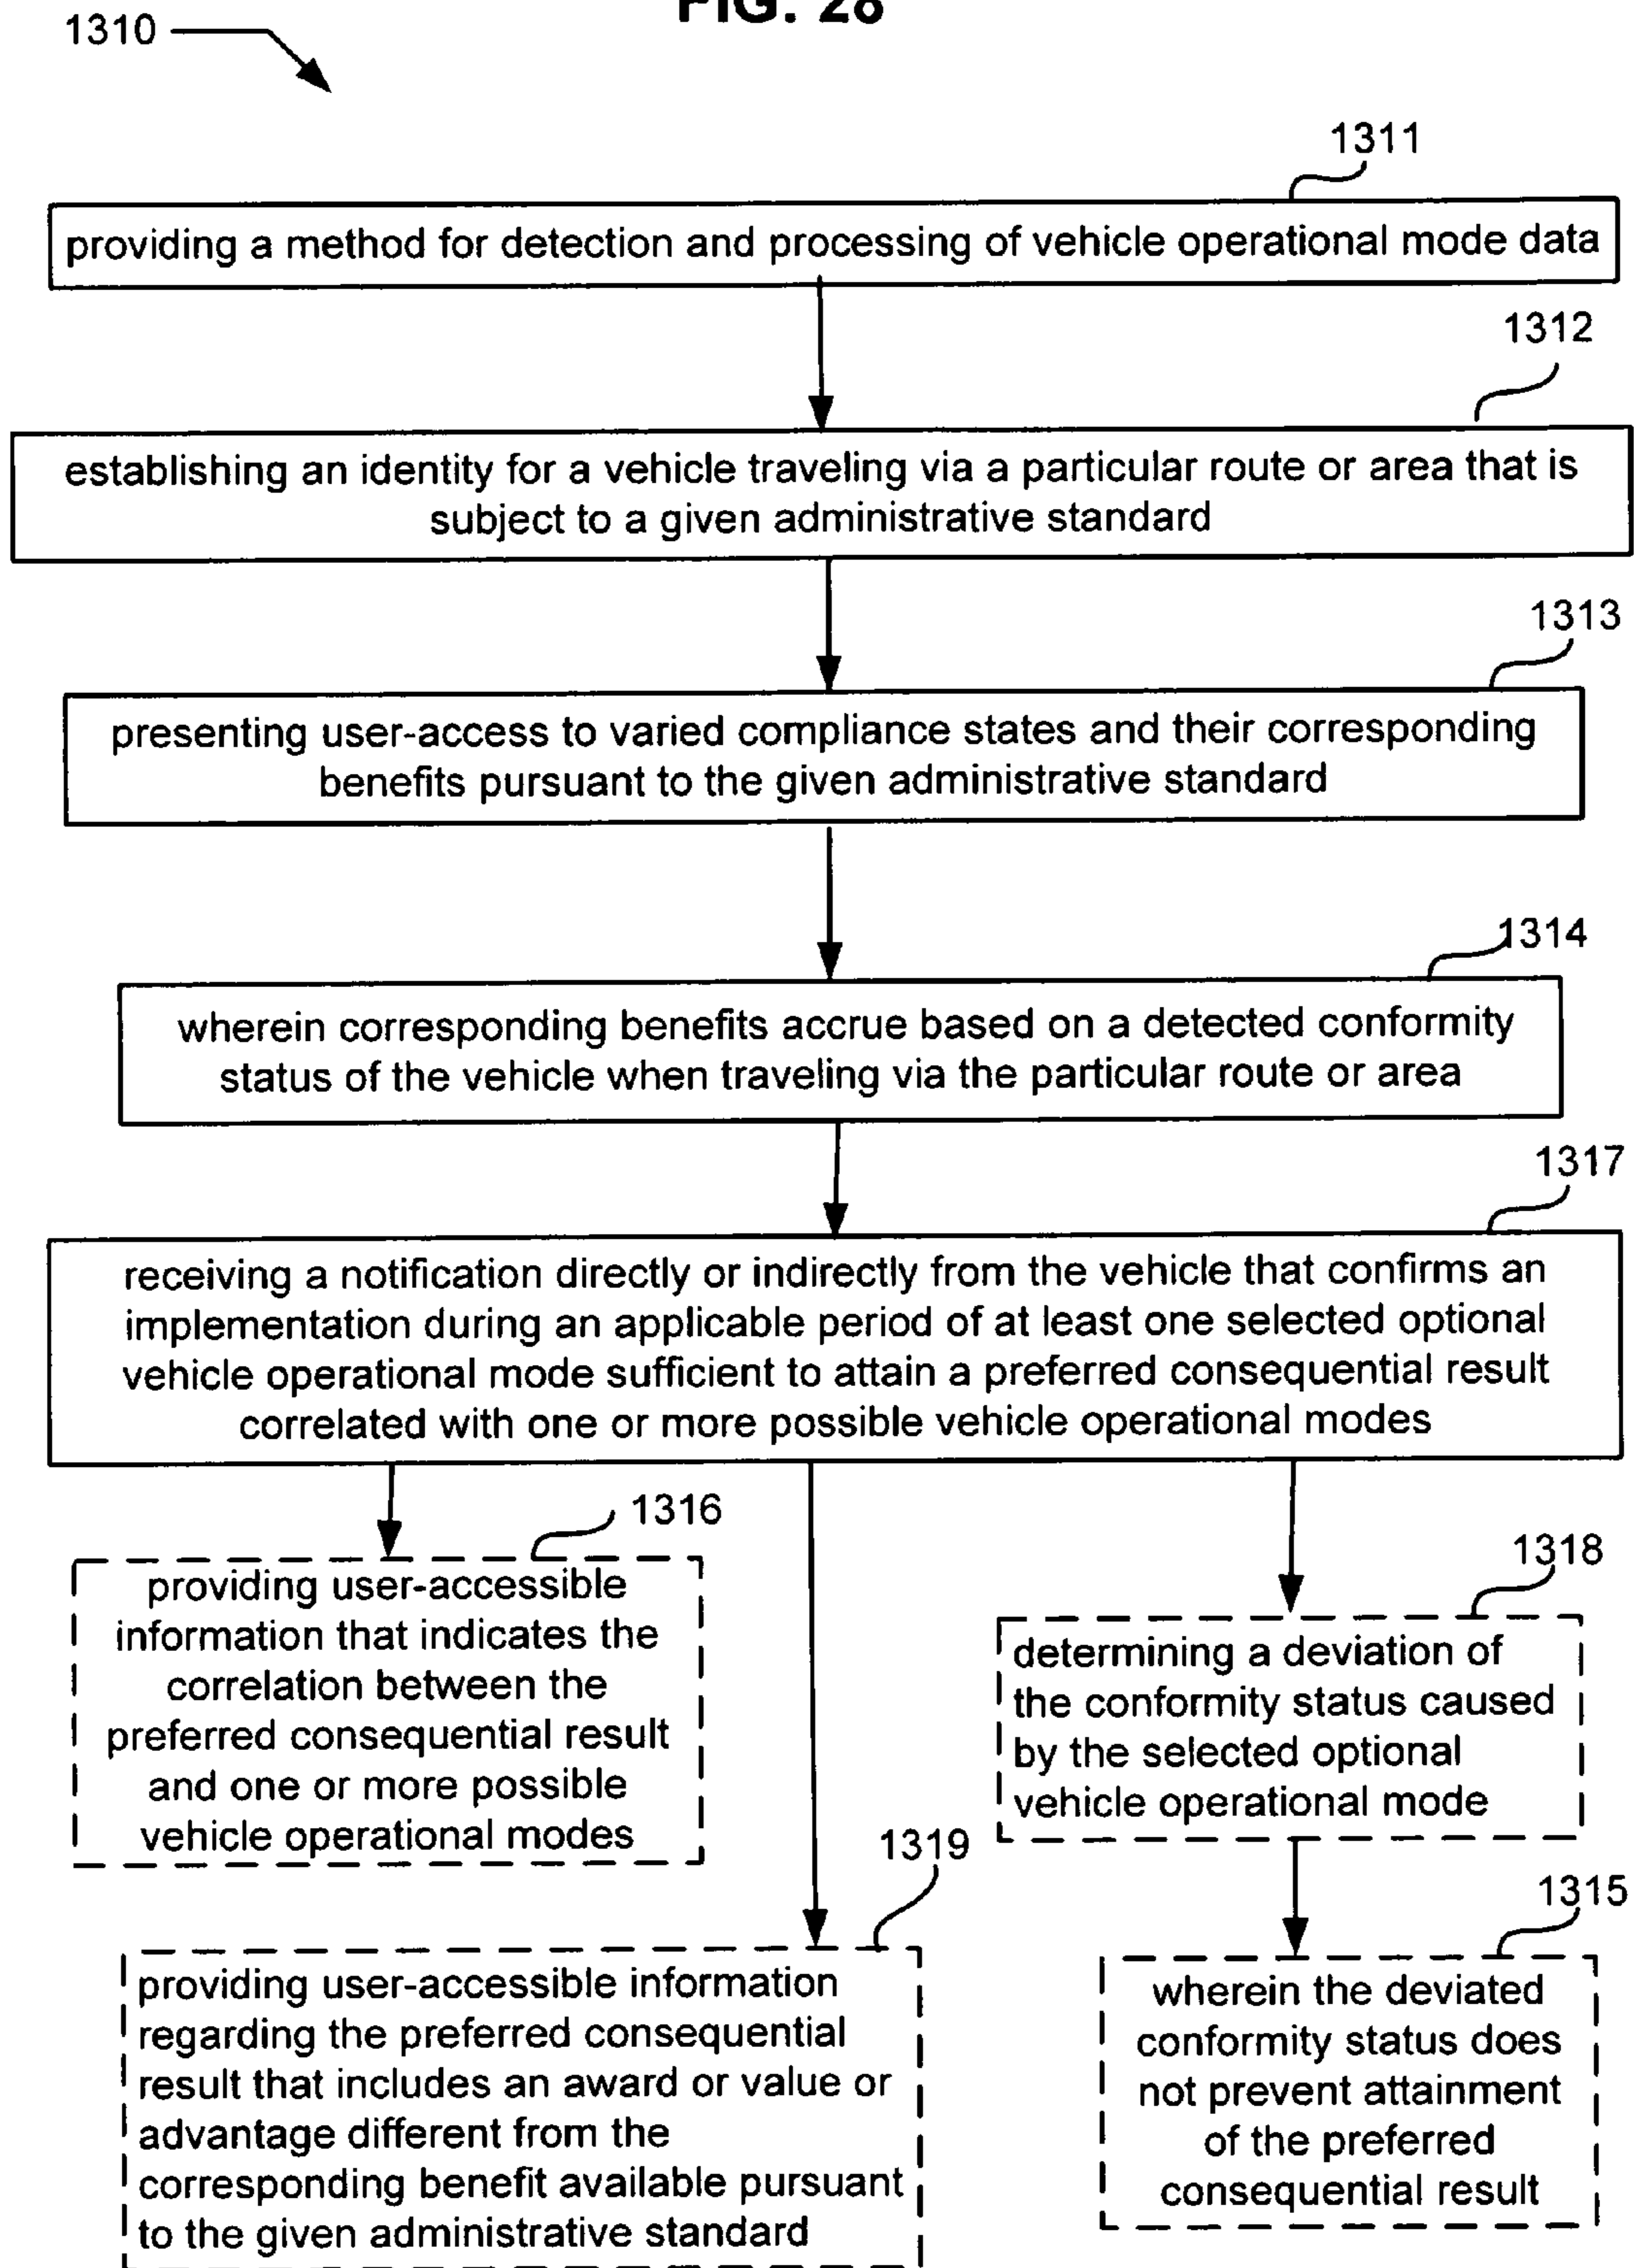 FIG. 28
1310
1311
providing a method for detection and processing of vehicle operational mode data
1312
establishing an identity for a vehicle traveling via a particular route or area that is
subject to a given administrative standard
1313
presenting user-access to varied compliance states and their corresponding
benefits pursuant to the given administrative standard
1314
wherein corresponding benefits accrue based on a detected conformity
status of the vehicle when traveling via the particular route or area
1317
receiving a notification directly or indirectly from the vehicle that confirms an
implementation during an applicable period of at least one selected optional
vehicle operational mode sufficient to attain a preferred consequential result
correlated with one or more possible vehicle operational modes
1316
providing user-accessible
information that indicates the
correlation between the
preferred consequential result
and one or more possible
vehicle operational modes
1318
determining a deviation of
the conformity status caused
by the selected optional
vehicle operational mode
1319
providing user-accessible information
regarding the preferred consequential
result that includes an award or value or
advantage different from the
corresponding benefit available pursuant
to the given administrative standard
1315
wherein the deviated
conformity status does
not prevent attainment
of the preferred
consequential result